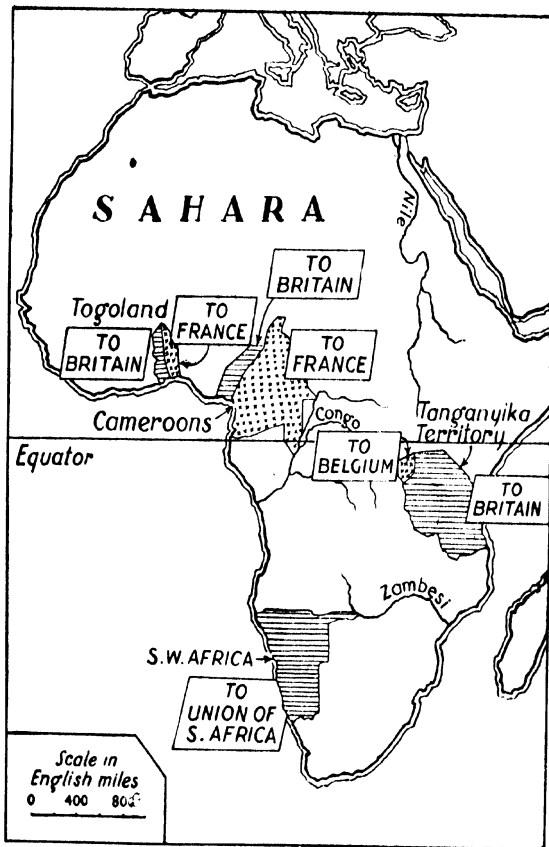 SAHARA
Nile
TO
BRITAIN
Togoland
TO
FRANCE
TO
BRITAIN
TO
FRANCE
Cameroons
Congo
Tanganyika
Territory
Equator
TO
BELGIUM
TO
BRITAIN
Zambesi
S.W. AFRICA
TO
UNION OF
S. AFRICA
Scale in
English miles
0 400 800